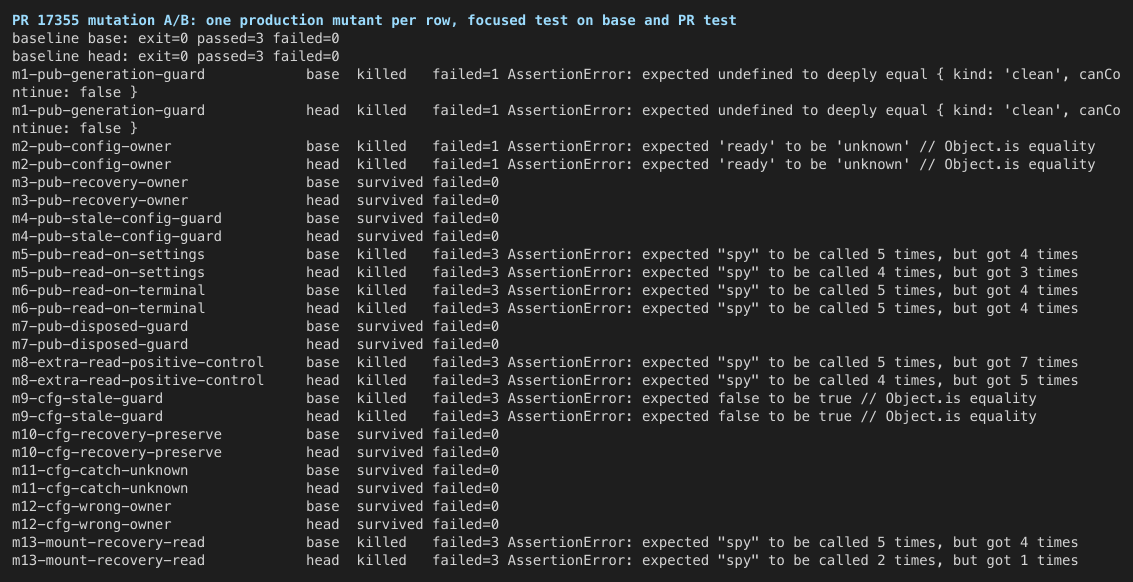 PR 17355 mutation A/B: one production mutant per row, focused test on base and PR test
baseline base: exit=0 passed=3 failed=0
baseline head: exit=0 passed=3 failed=0
m1-pub-generation-guard            base  killed   failed=1 AssertionError: expected undefined to deeply equal { kind: 'clean', canCo
ntinue: false }
m1-pub-generation-guard            head  killed   failed=1 AssertionError: expected undefined to deeply equal { kind: 'clean', canCo
ntinue: false }
m2-pub-config-owner                base  killed   failed=1 AssertionError: expected 'ready' to be 'unknown' // Object.is equality
m2-pub-config-owner                head  killed   failed=1 AssertionError: expected 'ready' to be 'unknown' // Object.is equality
m3-pub-recovery-owner              base  survived failed=0
m3-pub-recovery-owner              head  survived failed=0
m4-pub-stale-config-guard          base  survived failed=0
m4-pub-stale-config-guard          head  survived failed=0
m5-pub-read-on-settings            base  killed   failed=3 AssertionError: expected "spy" to be called 5 times, but got 4 times
m5-pub-read-on-settings            head  killed   failed=3 AssertionError: expected "spy" to be called 4 times, but got 3 times
m6-pub-read-on-terminal            base  killed   failed=3 AssertionError: expected "spy" to be called 5 times, but got 4 times
m6-pub-read-on-terminal            head  killed   failed=3 AssertionError: expected "spy" to be called 5 times, but got 4 times
m7-pub-disposed-guard              base  survived failed=0
m7-pub-disposed-guard              head  survived failed=0
m8-extra-read-positive-control     base  killed   failed=3 AssertionError: expected "spy" to be called 5 times, but got 7 times
m8-extra-read-positive-control     head  killed   failed=3 AssertionError: expected "spy" to be called 4 times, but got 5 times
m9-cfg-stale-guard                 base  killed   failed=3 AssertionError: expected false to be true // Object.is equality
m9-cfg-stale-guard                 head  killed   failed=3 AssertionError: expected false to be true // Object.is equality
m10-cfg-recovery-preserve          base  survived failed=0
m10-cfg-recovery-preserve          head  survived failed=0
m11-cfg-catch-unknown              base  survived failed=0
m11-cfg-catch-unknown              head  survived failed=0
m12-cfg-wrong-owner                base  survived failed=0
m12-cfg-wrong-owner                head  survived failed=0
m13-mount-recovery-read            base  killed   failed=3 AssertionError: expected "spy" to be called 5 times, but got 4 times
m13-mount-recovery-read            head  killed   failed=3 AssertionError: expected "spy" to be called 2 times, but got 1 times